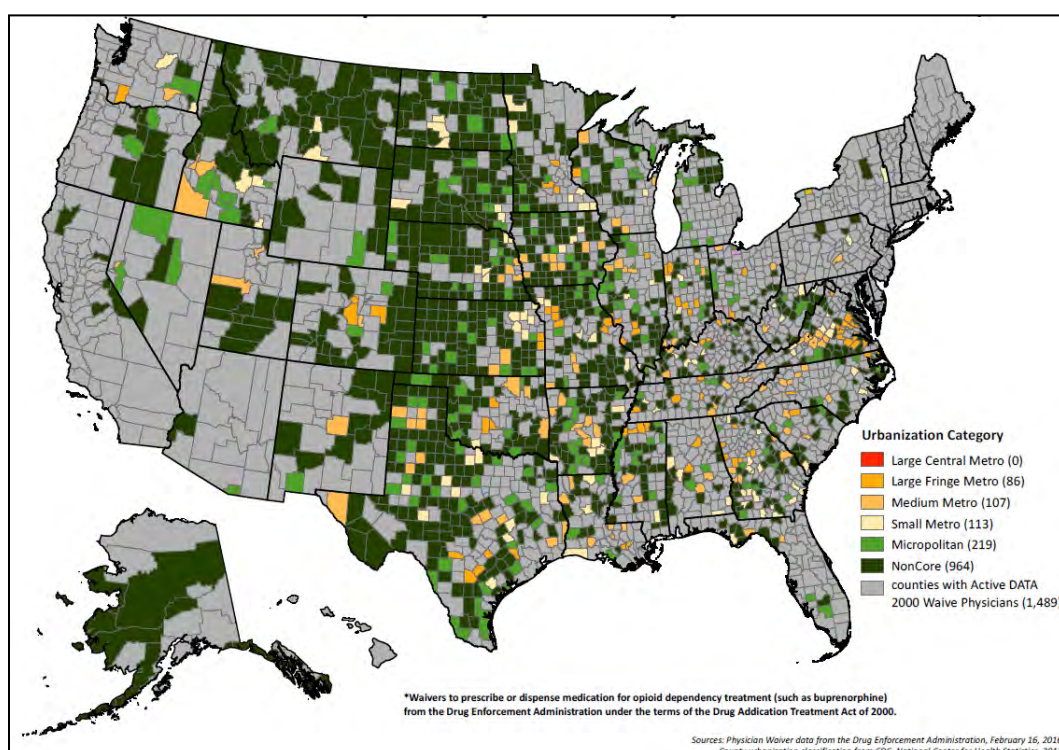 Urbanization Category
Large Central Metro (0)
Large Fringe Metro (86)
Medium Metro (107)
Small Metro (113)
Micropolitan (219)
NonCore (964)
counties with Active DATA
2000 Waive Physicians (1,489)
*Waivers to prescribe or dispense medication for opioid dependency treatment (such as buprenorphine)
from the Drug Enforcement Administration under the terms of the Drug Addication Treatment Act of 2000.
Sources: Physician Waiver data from the Drug Enforcement Administration, February 16, 201